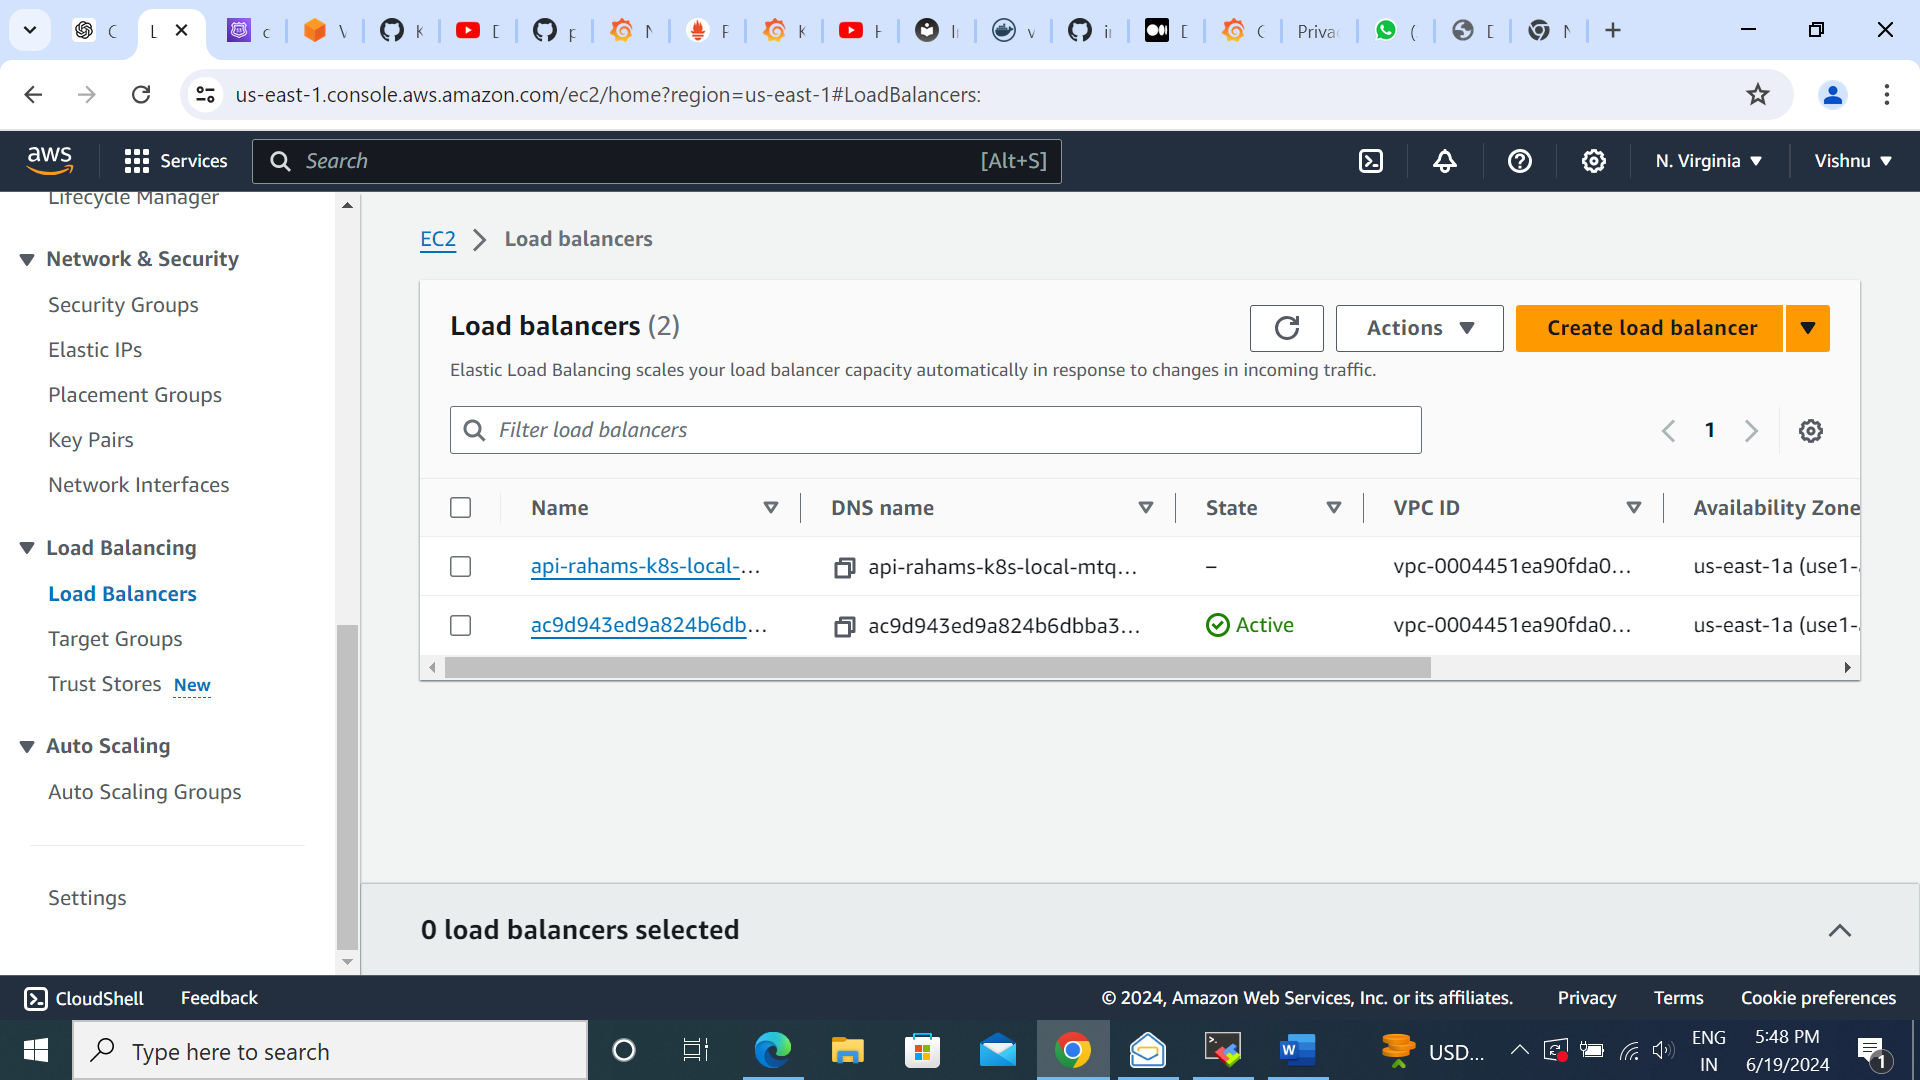 us-east-1.console.aws.amazon.com/ec2/home?region=us-east-1#LoadBalancers:
aws
Services
Search
[Alt+S]
N. Virginia
Vishnu
Lifecycle Manager
Network & Security
Security Groups
Elastic IPs
Placement Groups
Key Pairs
Network Interfaces
Load Balancing
Load Balancers
Target Groups
Trust Stores New
Auto Scaling
Auto Scaling Groups
Settings
EC2 > Load balancers
Load balancers (2)
Actions
Create load balancer
Elastic Load Balancing scales your load balancer capacity automatically in response to changes in incoming traffic.
Filter load balancers
1
Name DNS name State VPC ID Availability Zone
api-rahams-k8s-local-... api-rahams-k8s-local-mtq... – vpc-0004451ea90fda0... us-east-1a (use1-
ac9d943ed9a824b6db... ac9d943ed9a824b6dbba3... Active vpc-0004451ea90fda0... us-east-1a (use1-
0 load balancers selected
CloudShell
Feedback
© 2024, Amazon Web Services, Inc. or its affiliates.
Privacy
Terms
Cookie preferences
Type here to search
USD...
ENG
IN
5:48 PM
6/19/2024
1